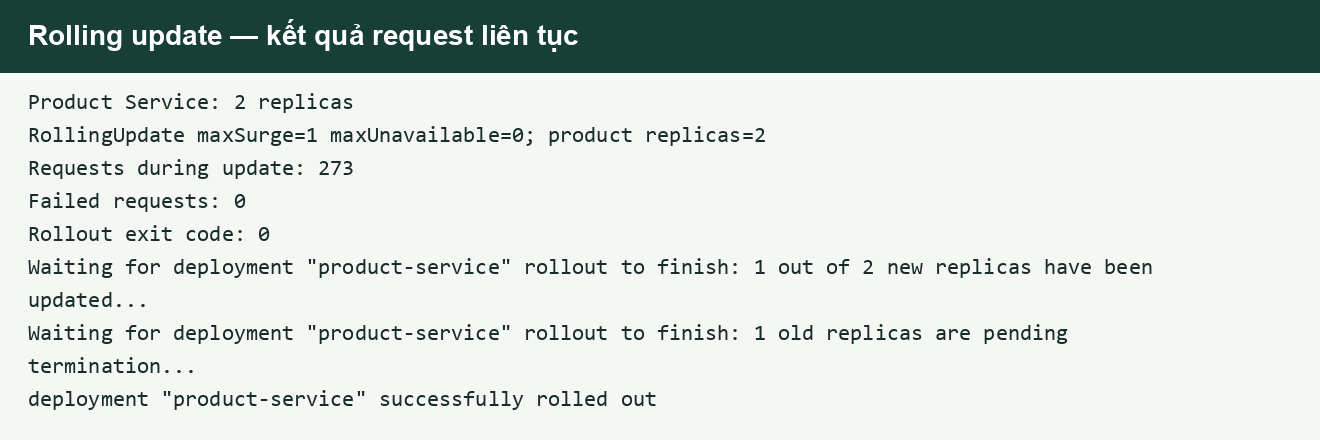 Rolling update — kết quả request liên tục
Product Service: 2 replicas
RollingUpdate maxSurge=1 maxUnavailable=0; product replicas=2
Requests during update: 273
Failed requests: 0
Rollout exit code: 0
Waiting for deployment "product-service" rollout to finish: 1 out of 2 new replicas have been
updated...
Waiting for deployment "product-service" rollout to finish: 1 old replicas are pending
termination...
deployment "product-service" successfully rolled out